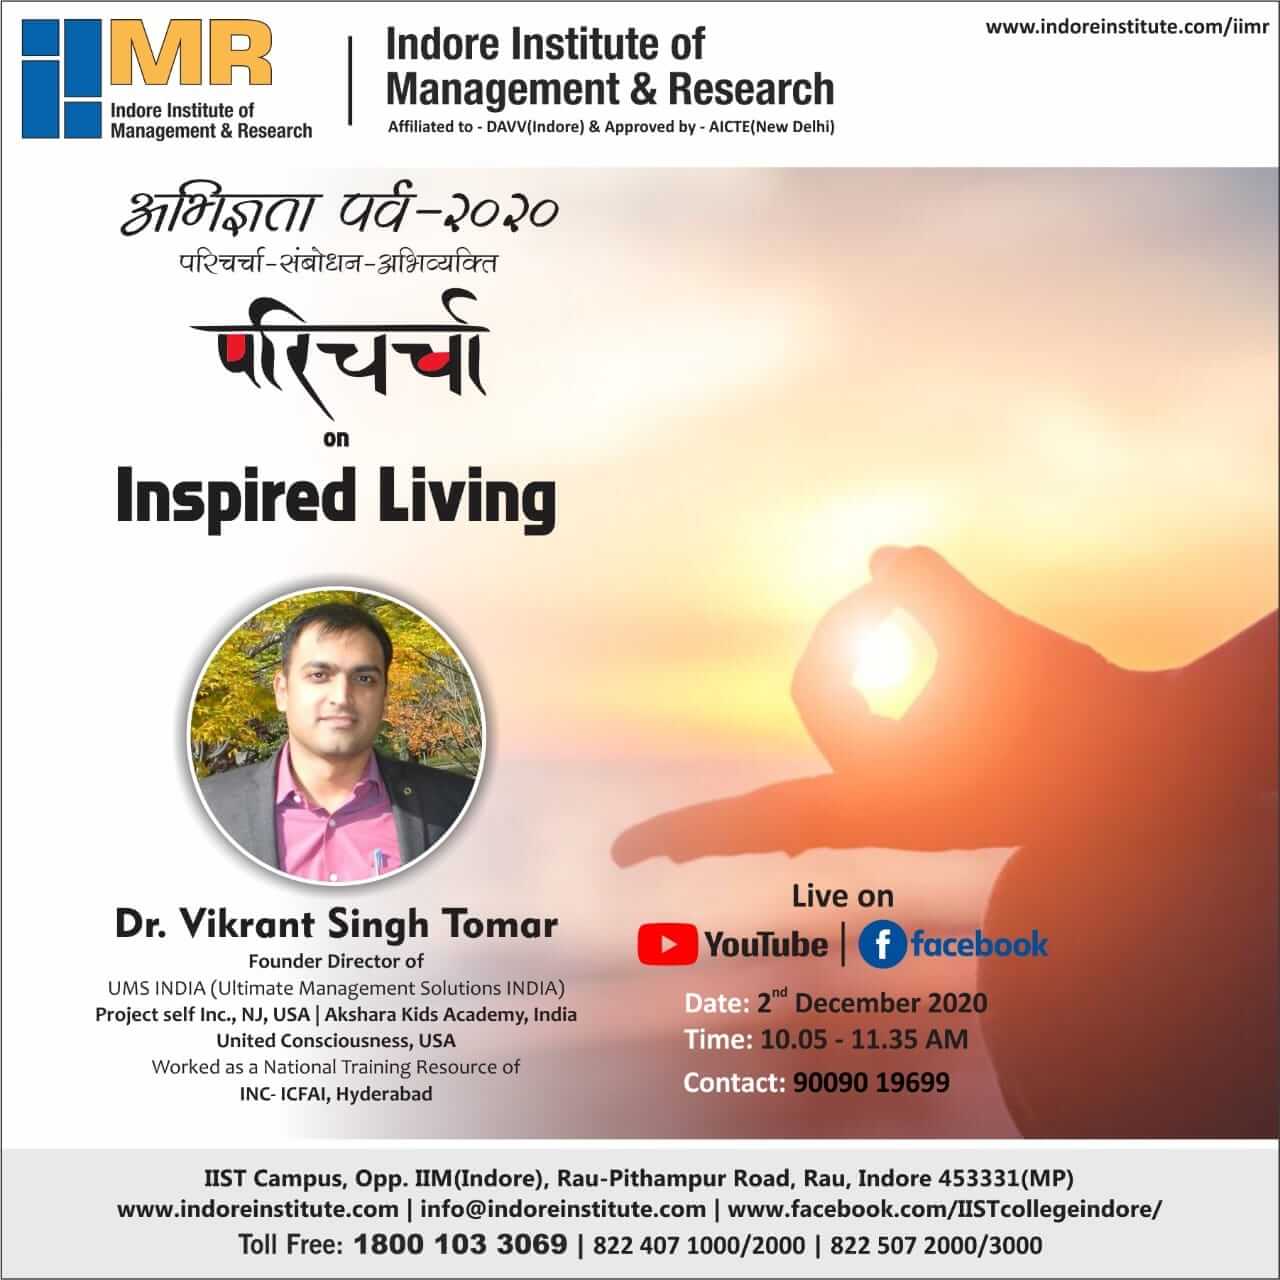 www.indoreinstitute.com/iimr
MR
Indore Institute of
Management & Research
Indore Institute of
Management & Research
Affiliated to - DAVV(Indore) & Approved by - AICTE(New Delhi)
अभिज्ञता पर्व-२०२०
परिचर्चा-संबोधन-अभिव्यक्ति
परिचर्चा
on
Inspired Living
Dr. Vikrant Singh Tomar
Founder Director of
UMS INDIA (Ultimate Management Solutions INDIA)
Project self Inc., NJ, USA | Akshara Kids Academy, India
United Consciousness, USA
Worked as a National Training Resource of
INC- ICFAI, Hyderabad
Live on
YouTube | f facebook
Date: 2nd December 2020
Time: 10.05 - 11.35 AM
Contact: 90090 19699
IIST Campus, Opp. IIM(Indore), Rau-Pithampur Road, Rau, Indore 453331(MP)
www.indoreinstitute.com | info@indoreinstitute.com | www.facebook.com/IISTcollegeindore/
Toll Free: 1800 103 3069 | 822 407 1000/2000 | 822 507 2000/3000